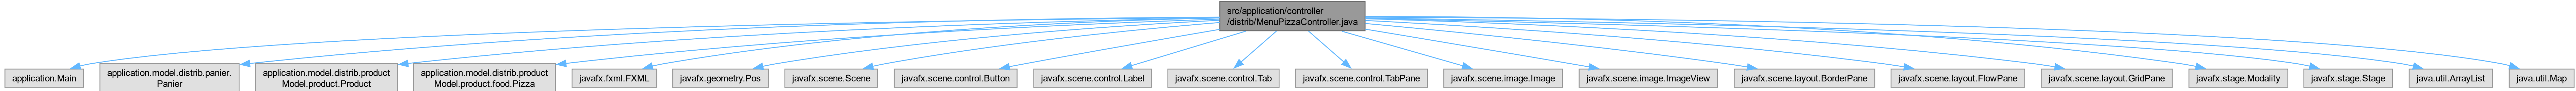 src/application/controller
/distrib/MenuPizzaController.java
application.Main
application.model.distrib.panier.
Panier
application.model.distrib.product
Model.product.Product
application.model.distrib.product
Model.product.food.Pizza
javafx.fxml.FXML
javafx.geometry.Pos
javafx.scene.Scene
javafx.scene.control.Button
javafx.scene.control.Label
javafx.scene.control.Tab
javafx.scene.control.TabPane
javafx.scene.image.Image
javafx.scene.image.ImageView
javafx.scene.layout.BorderPane
javafx.scene.layout.FlowPane
javafx.scene.layout.GridPane
javafx.stage.Modality
javafx.stage.Stage
java.util.ArrayList
java.util.Map